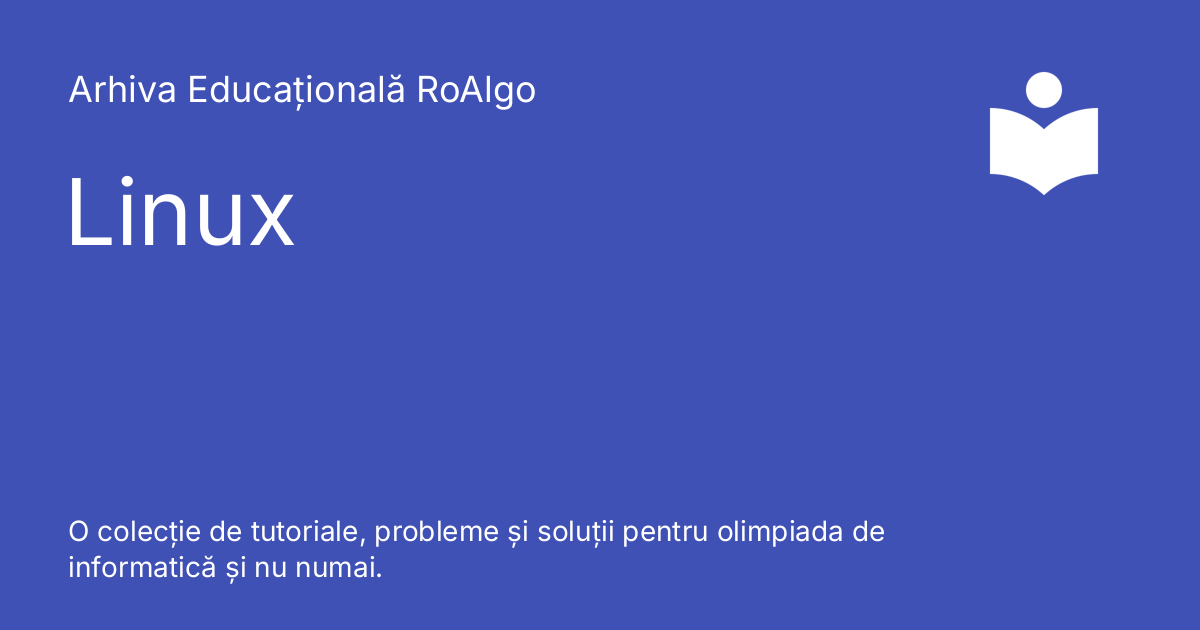 Arhiva Educațională RoAlgo
Linux
O colecție de tutoriale, probleme și soluții pentru olimpiada de
informatică și nu numai.